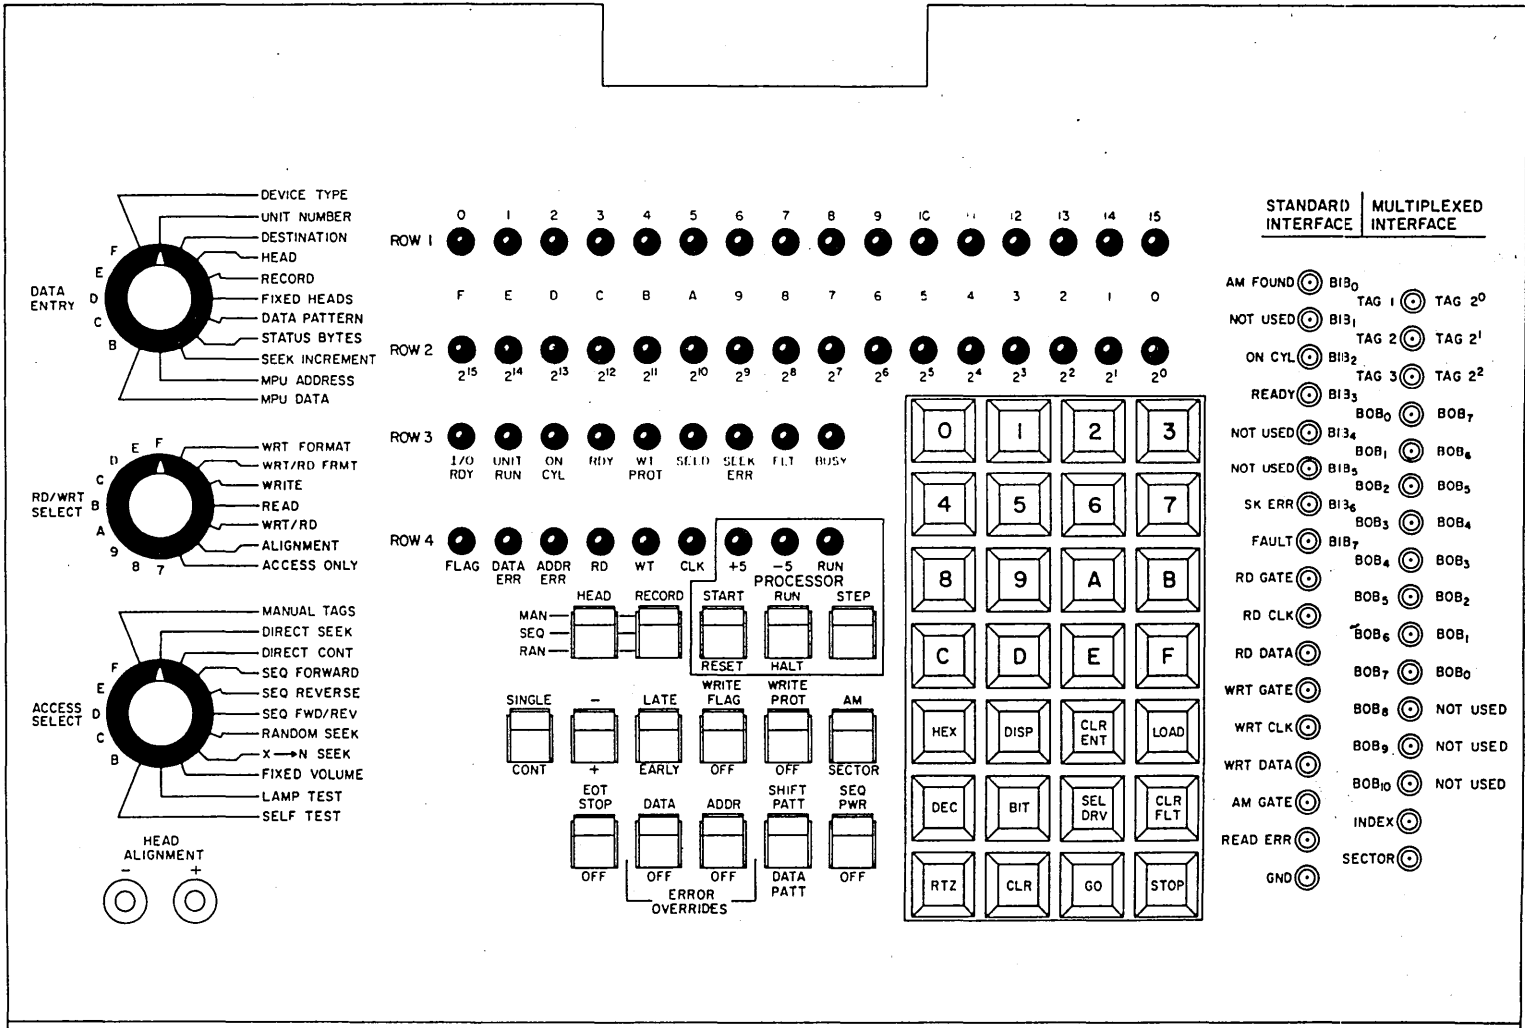 DEVICE TYPE
UNIT NUMBER
DESTINATION
HEAD
RECORD
FIXED HEADS
DATA PATTERN
STATUS BYTES
SEEK INCREMENT
MPU ADDRESS
MPU DATA
DATA
ENTRY
F
E
D
C
B
WRT FORMAT
WRT/RD FRMT
WRITE
READ
WRT/RD
ALIGNMENT
ACCESS ONLY
RD/WRT
SELECT
F
E
D
C
B
A
9
8
7
MANUAL TAGS
DIRECT SEEK
DIRECT CONT
SEQ FORWARD
SEQ REVERSE
SEQ FWD/REV
RANDOM SEEK
X → N SEEK
FIXED VOLUME
LAMP TEST
SELF TEST
ACCESS
SELECT
F
E
D
C
B
HEAD
ALIGNMENT
- +
0 1 2 3 4 5 6 7 8 9 10 11 12 13 14 15
ROW 1
F E D C B A 9 8 7 6 5 4 3 2 1 0
ROW 2
2¹⁵ 2¹⁴ 2¹³ 2¹² 2¹¹ 2¹⁰ 2⁹ 2⁸ 2⁷ 2⁶ 2⁵ 2⁴ 2³ 2² 2¹ 2⁰
ROW 3
I/O RDY
UNIT RUN
ON CYL
RDY
WT PROT
SELD
SEEK ERR
FLT
BUSY
ROW 4
FLAG
DATA ERR
ADDR ERR
RD
WT
CLK
+5
-5
RUN
PROCESSOR
HEAD RECORD START RUN STEP
MAN
SEQ
RAN
RESET HALT
SINGLE - LATE WRITE FLAG WRITE PROT AM
CONT + EARLY OFF OFF SECTOR
EOT STOP DATA ADDR SHIFT PATT SEQ PWR
OFF OFF OFF DATA PATT OFF
ERROR
OVERRIDES
0 1 2 3
4 5 6 7
8 9 A B
C D E F
HEX DISP CLR ENT LOAD
DEC BIT SEL DRV CLR FLT
RTZ CLR GO STOP
STANDARD INTERFACE
MULTIPLEXED INTERFACE
AM FOUND BIB₀
NOT USED BIB₁
ON CYL BIB₂
READY BIB₃
NOT USED BIB₄
NOT USED BIB₅
SK ERR BIB₆
FAULT BIB₇
RD GATE
RD CLK
RD DATA
WRT GATE
WRT CLK
WRT DATA
AM GATE
READ ERR
GND
TAG 1 TAG 2⁰
TAG 2 TAG 2¹
TAG 3 TAG 2²
BOB₀ BOB₇
BOB₁ BOB₆
BOB₂ BOB₅
BOB₃ BOB₄
BOB₄ BOB₃
BOB₅ BOB₂
BOB₆ BOB₁
BOB₇ BOB₀
BOB₈ NOT USED
BOB₉ NOT USED
BOB₁₀ NOT USED
INDEX
SECTOR